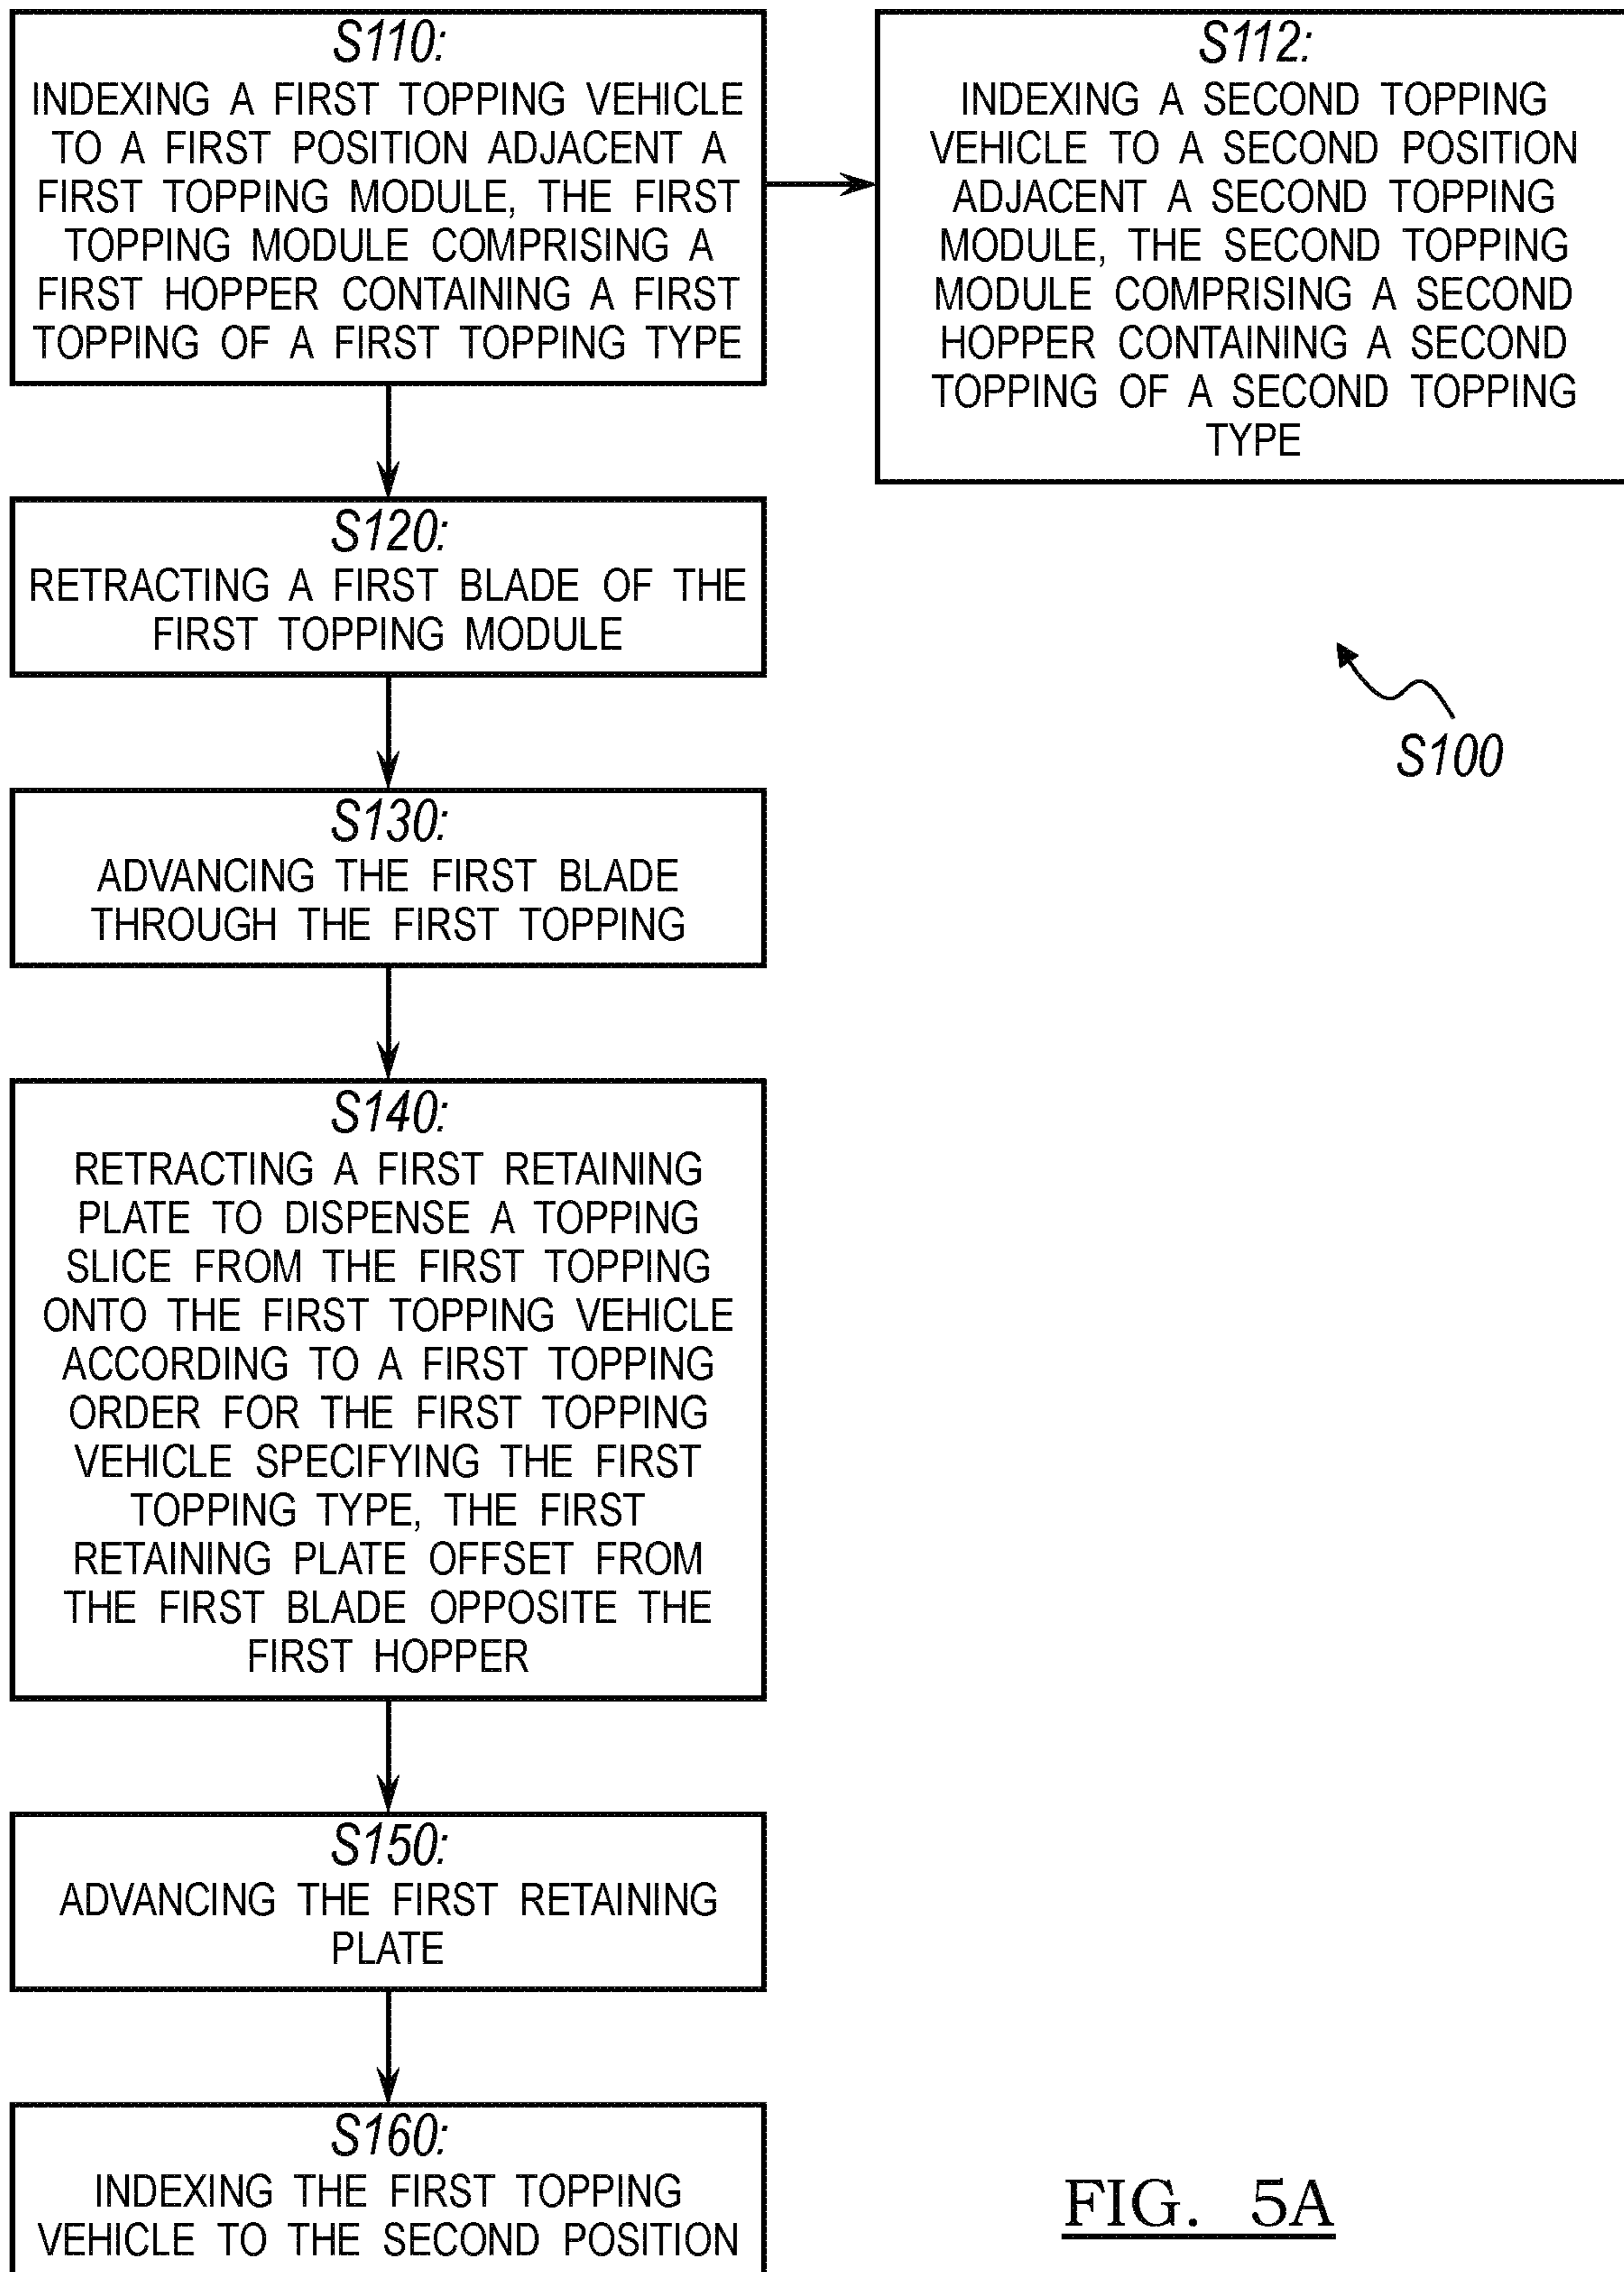 S110:
INDEXING A FIRST TOPPING VEHICLE
TO A FIRST POSITION ADJACENT A
FIRST TOPPING MODULE, THE FIRST
TOPPING MODULE COMPRISING A
FIRST HOPPER CONTAINING A FIRST
TOPPING OF A FIRST TOPPING TYPE
S112:
INDEXING A SECOND TOPPING
VEHICLE TO A SECOND POSITION
ADJACENT A SECOND TOPPING
MODULE, THE SECOND TOPPING
MODULE COMPRISING A SECOND
HOPPER CONTAINING A SECOND
TOPPING OF A SECOND TOPPING
TYPE
S120:
RETRACTING A FIRST BLADE OF THE
FIRST TOPPING MODULE
S100
S130:
ADVANCING THE FIRST BLADE
THROUGH THE FIRST TOPPING
S140:
RETRACTING A FIRST RETAINING
PLATE TO DISPENSE A TOPPING
SLICE FROM THE FIRST TOPPING
ONTO THE FIRST TOPPING VEHICLE
ACCORDING TO A FIRST TOPPING
ORDER FOR THE FIRST TOPPING
VEHICLE SPECIFYING THE FIRST
TOPPING TYPE, THE FIRST
RETAINING PLATE OFFSET FROM
THE FIRST BLADE OPPOSITE THE
FIRST HOPPER
S150:
ADVANCING THE FIRST RETAINING
PLATE
S160:
INDEXING THE FIRST TOPPING
VEHICLE TO THE SECOND POSITION
FIG. 5A